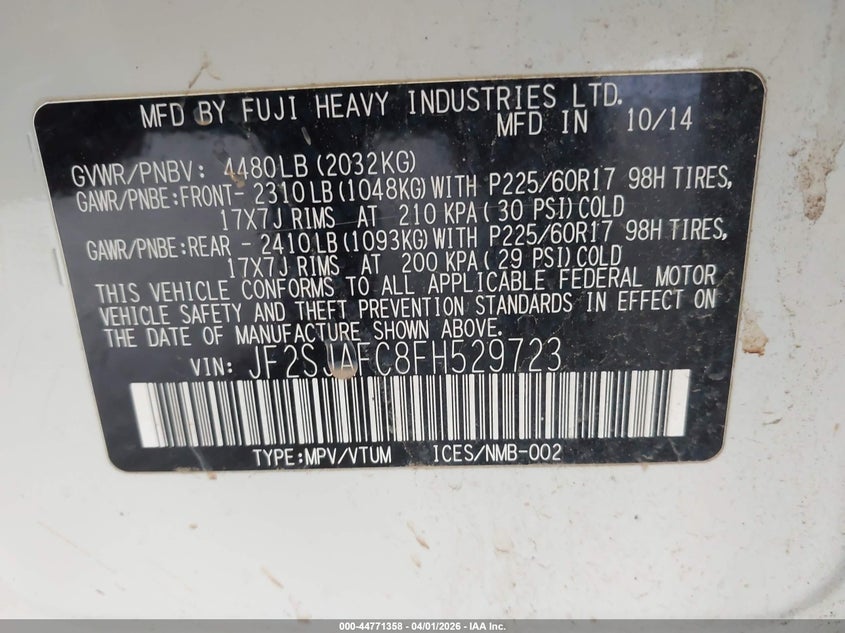 MFD BY FUJI HEAVY INDUSTRIES LTD.
MFD IN 10/14
GVWR/PNBV: 4480LB(2032KG)
GAWR/PNBE:FRONT- 2310LB(1048KG)WITH P225/60R17 98H TIRES,
17X7J RIMS AT 210 KPA(30 PSI)COLD
GAWR/PNBE:REAR - 2410LB(1093KG)WITH P225/60R17 98H TIRES,
17X7J RIMS AT 200 KPA(29 PSI)COLD
THIS VEHICLE CONFORMS TO ALL APPLICABLE FEDERAL MOTOR
VEHICLE SAFETY AND THEFT PREVENTION STANDARDS IN EFFECT ON
THE DATE OF MANUFACTURE SHOWN ABOVE.
VIN: JF2SJAFC8FH529723
TYPE:MPV/VTUM ICES/NMB-002
000-44771358 - 04/01/2026 - IAA Inc.